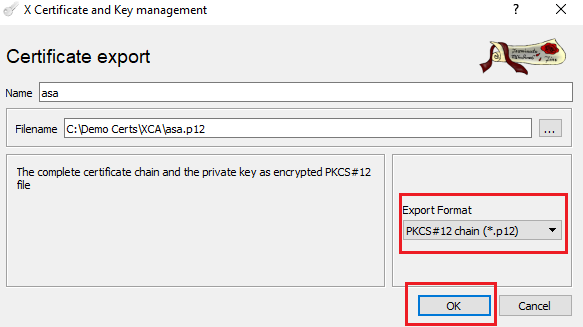 X Certificate and Key management
?
Certificate export
Name asa
Filename C:\Demo Certs\XCA\asa.p12 ...
The complete certificate chain and the private key as encrypted PKCS#12
file
Export Format
PKCS#12 chain (*.p12)
OK Cancel